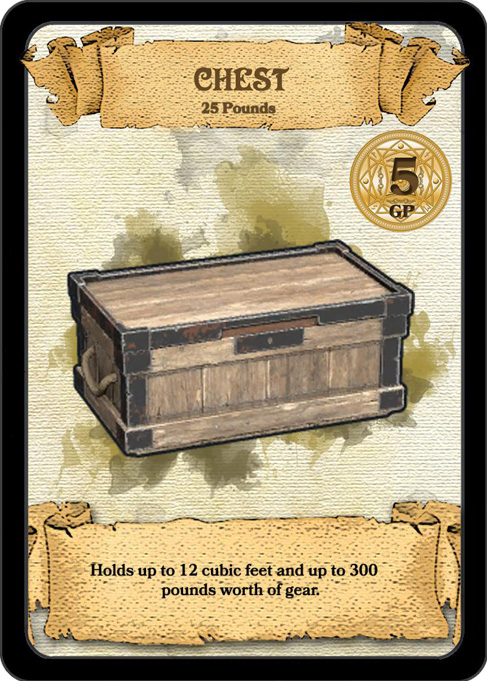 CHEST
25 Pounds
5
GP
Holds up to 12 cubic feet and up to 300
pounds worth of gear.